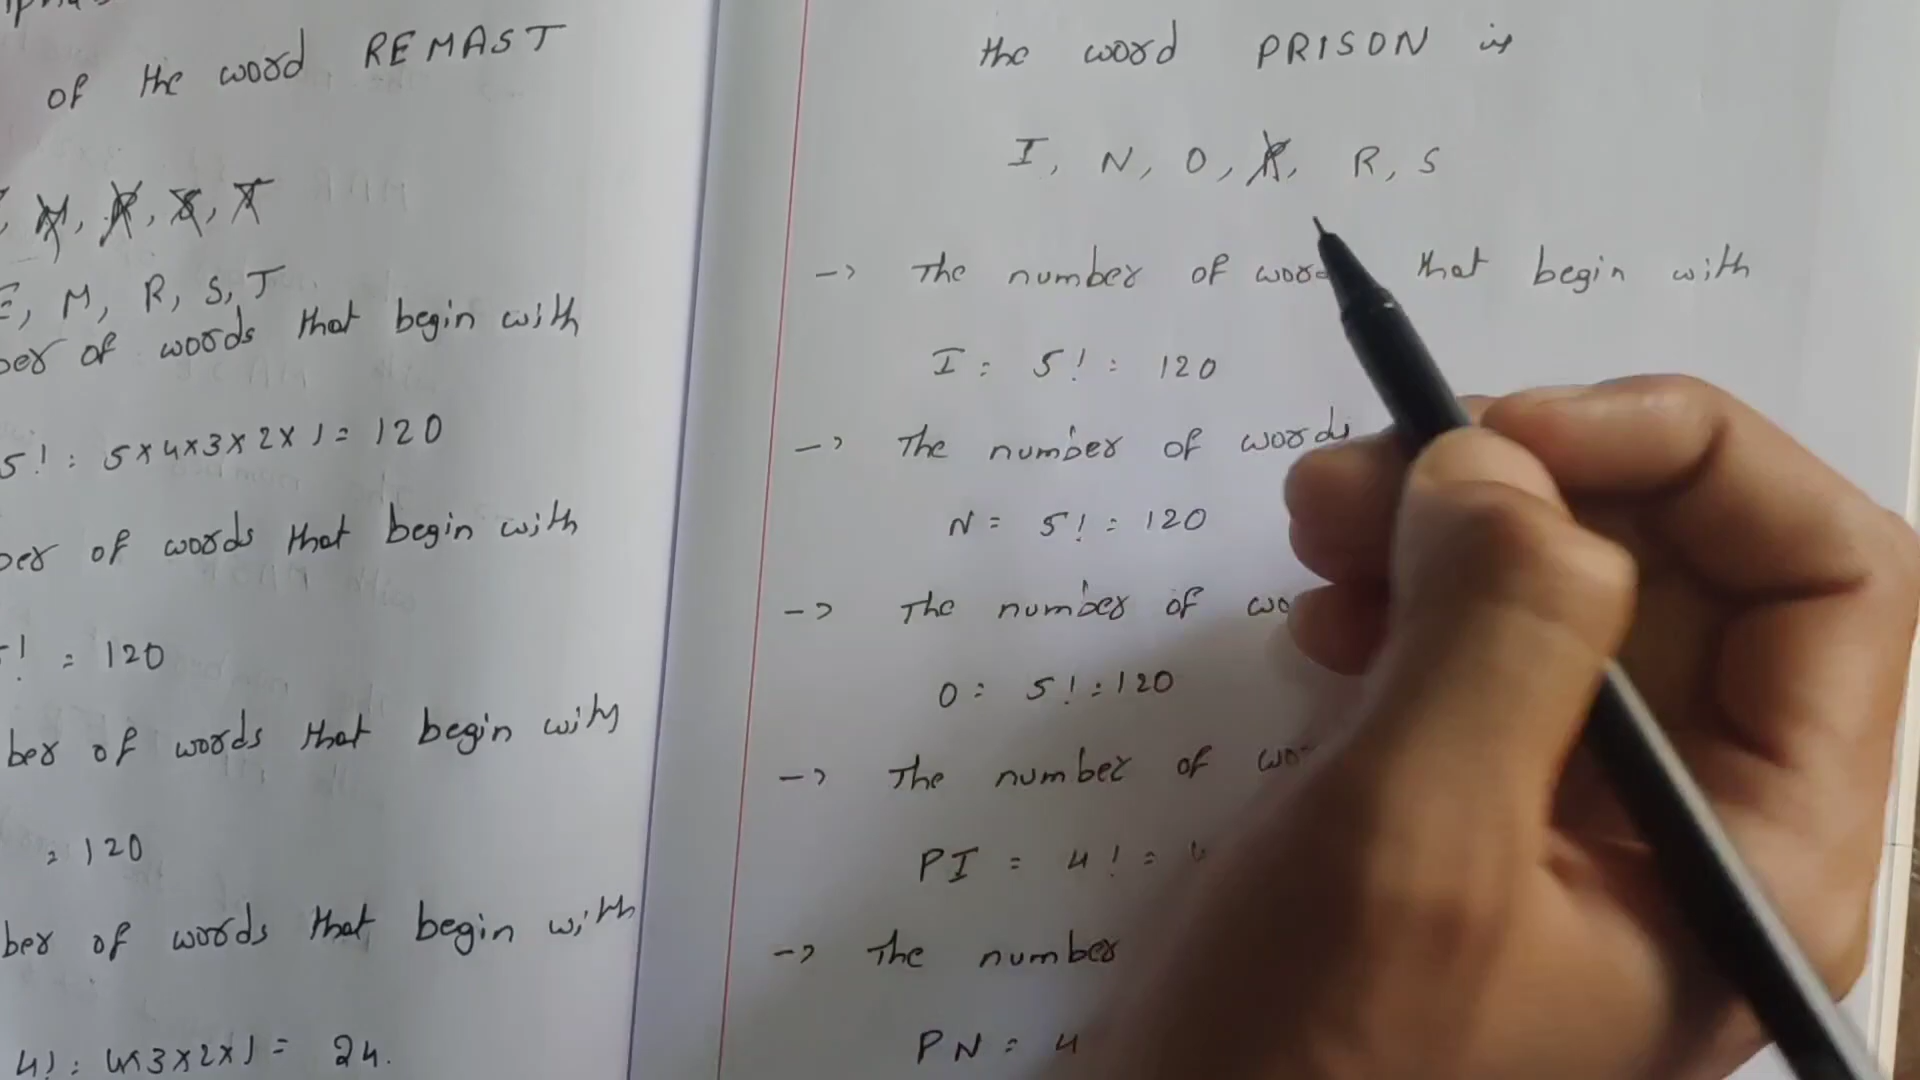 of the word REMAST
M, R, S, T
E, M, R, S, T
ber of words that begin with
5! : 5x4x3x2x1 = 120
ber of words that begin with
! = 120
ber of words that begin with
= 120
ber of words that begin with
4! : 4x3x2x1 = 24.
the word PRISON is
I, N, O, P, R, S
-> The number of words that begin with
I = 5! = 120
-> The number of words
N = 5! = 120
-> The number of wo
O = 5! = 120
-> The number of wo
PI = 4! =
-> The number
PN = 4